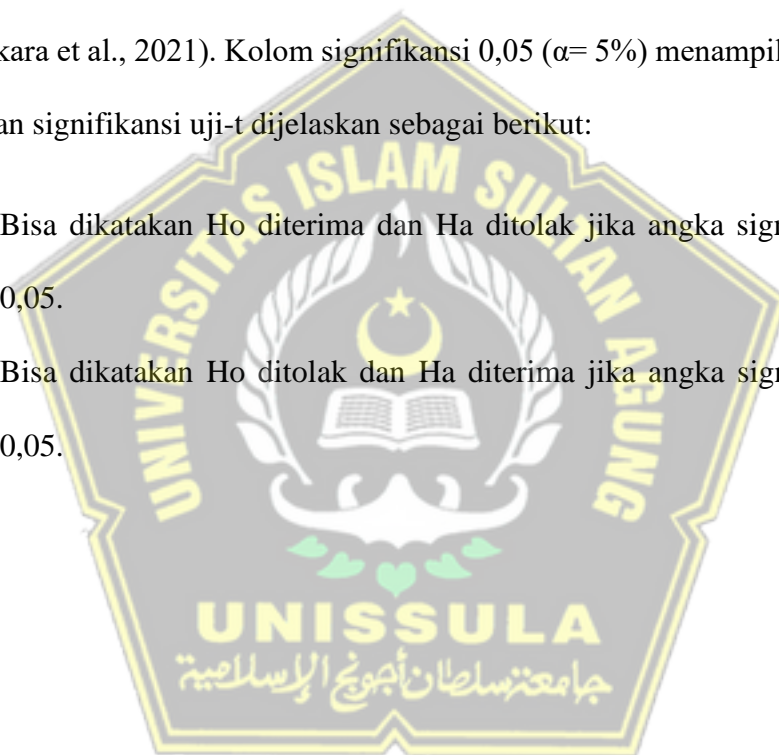 kara et al., 2021). Kolom signifikansi 0,05 (α= 5%) menampil
an signifikansi uji-t dijelaskan sebagai berikut:
Bisa dikatakan Ho diterima dan Ha ditolak jika angka sign
0,05.
Bisa dikatakan Ho ditolak dan Ha diterima jika angka sign
0,05.
UNIVERSITAS ISLAM SULTAN AGUNG
UNISSULA
جامعة سلطان أجونج الإسلامية